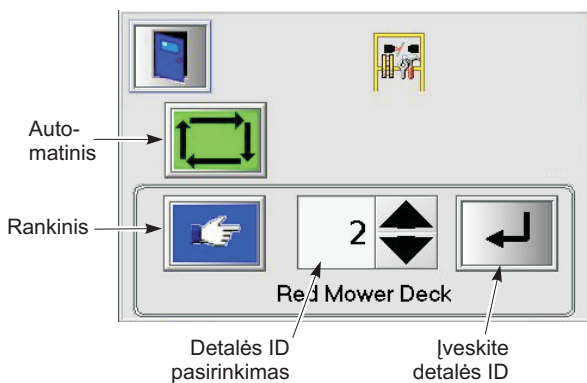 Auto-
matinis
Rankinis
2
Red Mower Deck
Detalės ID
pasirinkimas
Įveskite
detalės ID